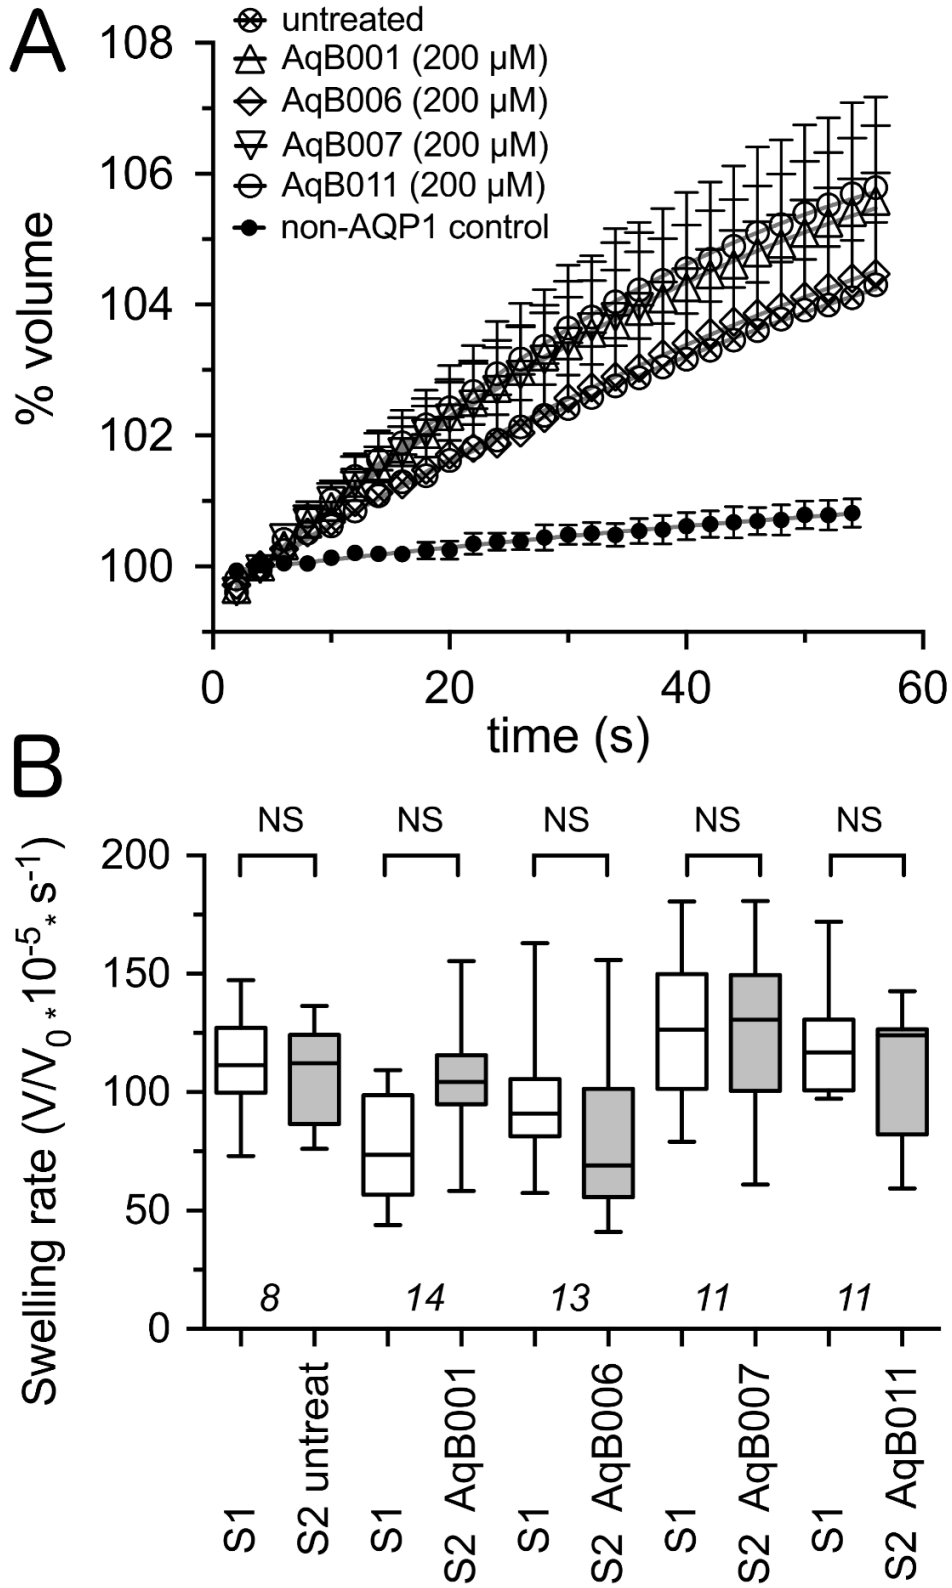 A
untreated
AqB001 (200 µM)
AqB006 (200 µM)
AqB007 (200 µM)
AqB011 (200 µM)
non-AQP1 control
% volume
108
106
104
102
100
0 20 40 60
time (s)
B
NS NS NS NS NS
Swelling rate (V/V0*10-5*s-1)
200
150
100
50
0
8 14 13 11 11
S1
S2 untreat
S1
S2 AqB001
S1
S2 AqB006
S1
S2 AqB007
S1
S2 AqB011